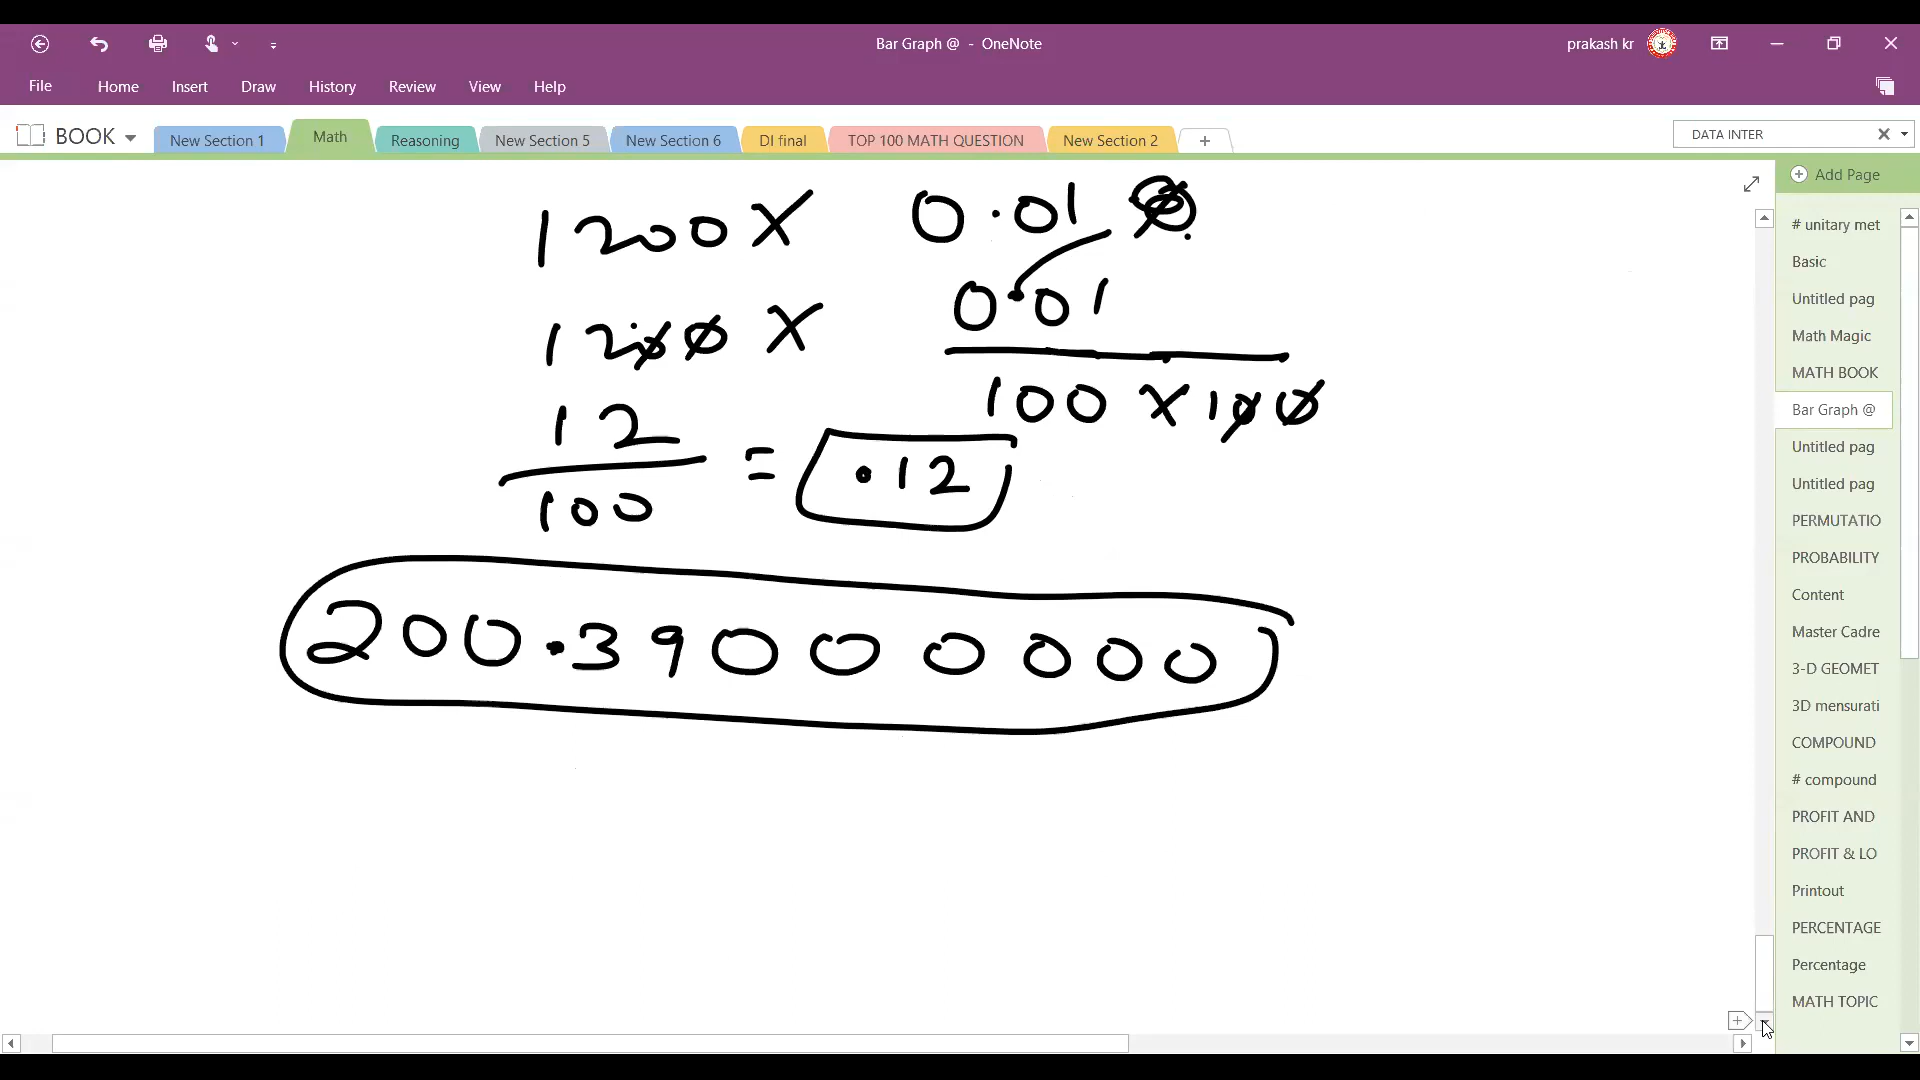 Bar Graph @ - OneNote
prakash kr
File Home Insert Draw History Review View Help
BOOK New Section 1 Math Reasoning New Section 5 New Section 6 DI final TOP 100 MATH QUESTION New Section 2 +
DATA INTER
Add Page
# unitary met
Basic
Untitled pag
Math Magic
MATH BOOK
Bar Graph @
Untitled pag
Untitled pag
PERMUTATIO
PROBABILITY
Content
Master Cadre
3-D GEOMET
3D mensurati
COMPOUND
# compound
PROFIT AND
PROFIT & LO
Printout
PERCENTAGE
Percentage
MATH TOPIC
1200 X 0.01
1200 X 0.01
100 X 100
12
100
= .12
200.39000000